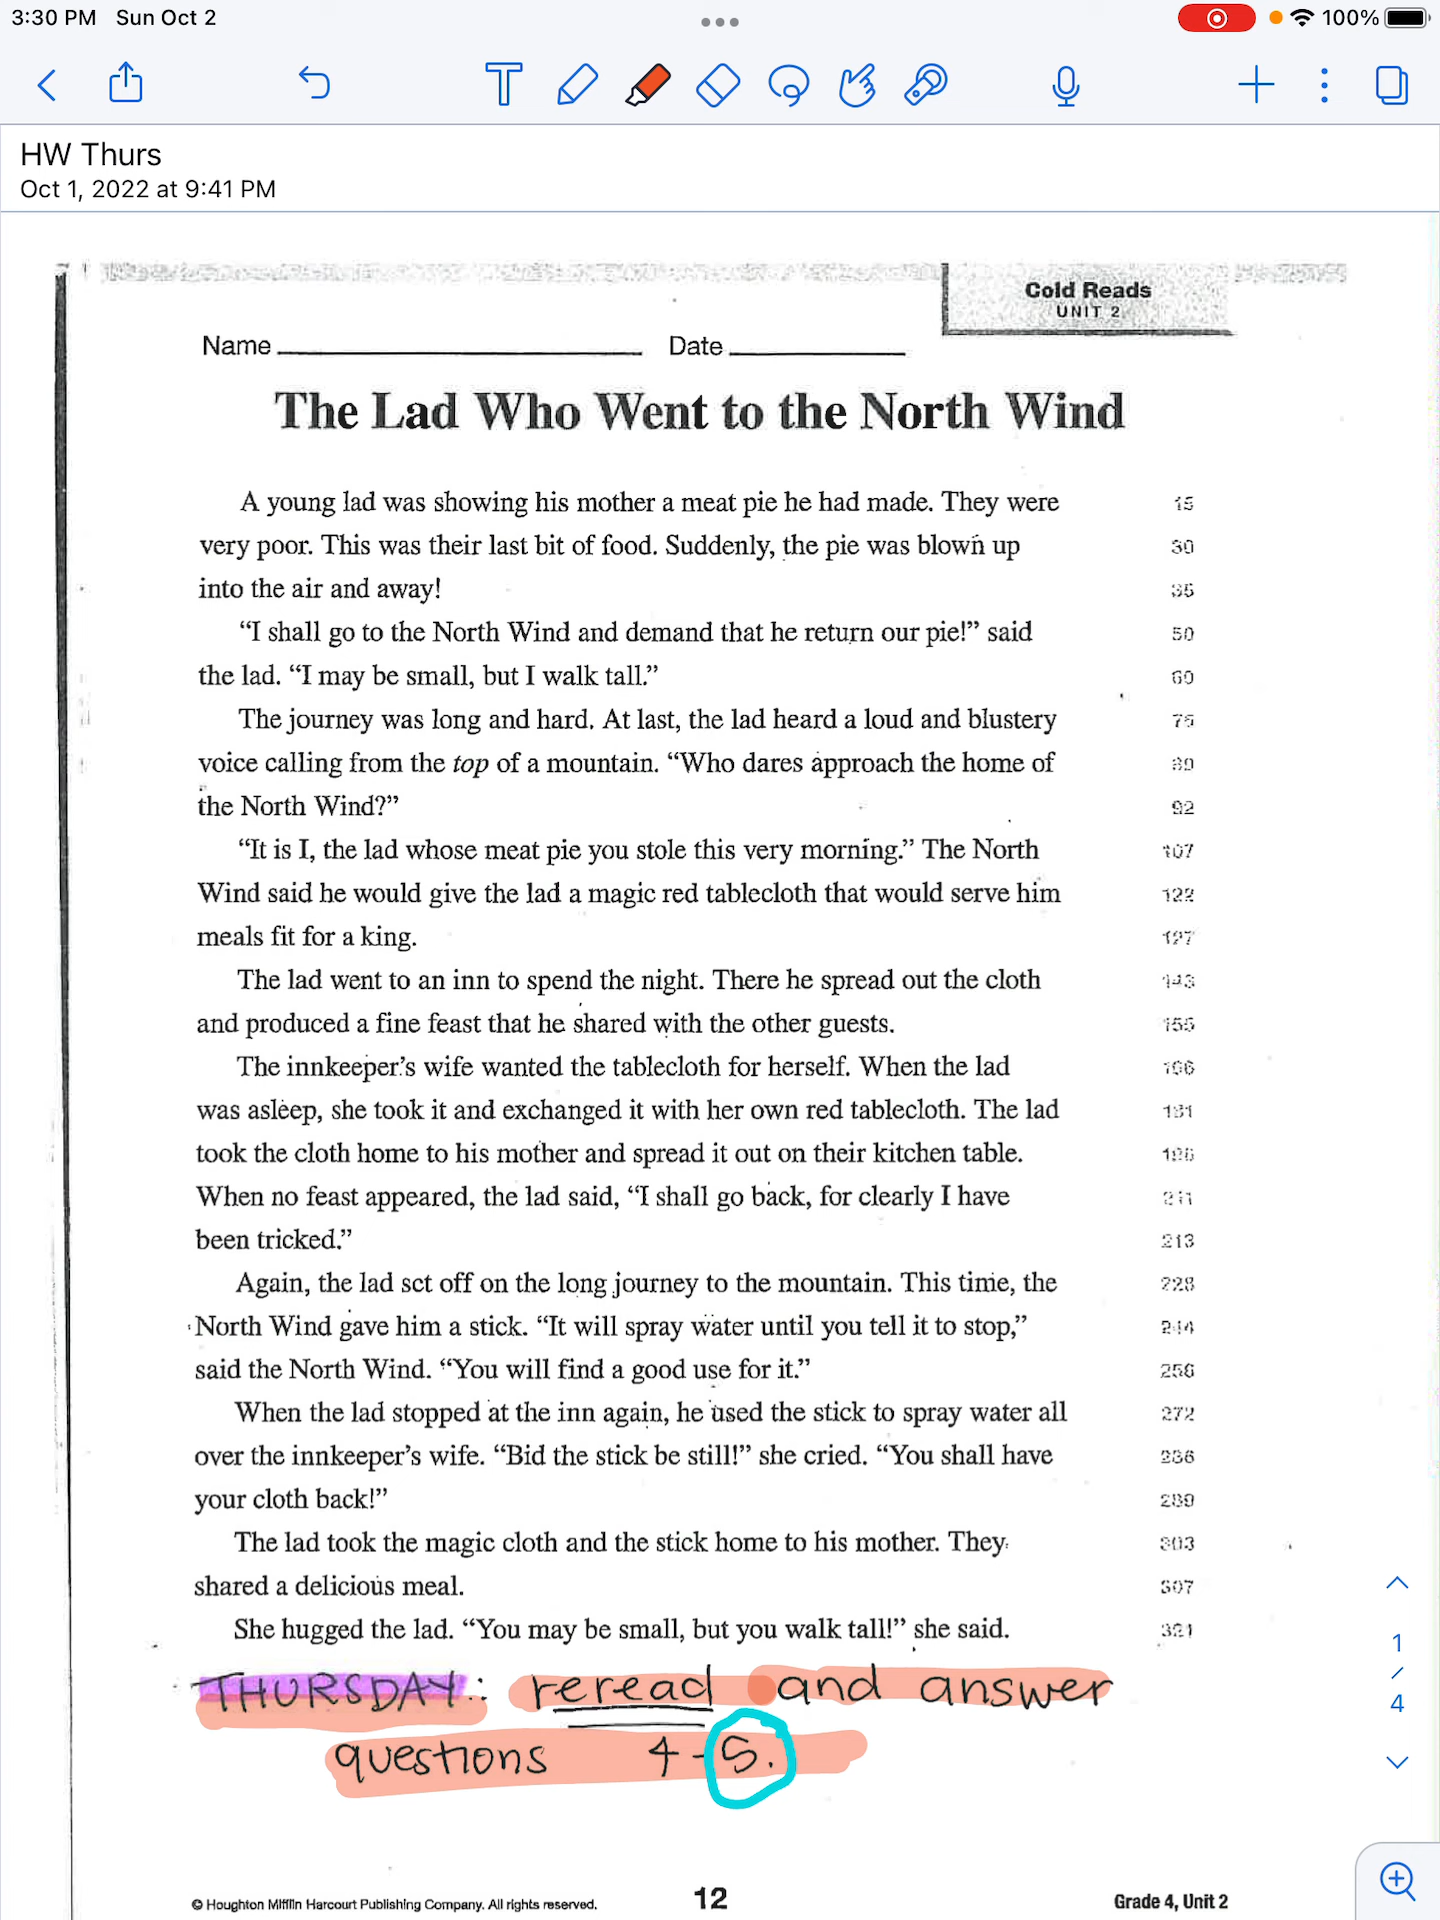 3:30 PM Sun Oct 2
100%
HW Thurs
Oct 1, 2022 at 9:41 PM
Cold Reads
UNIT 2
Name Date
The Lad Who Went to the North Wind
A young lad was showing his mother a meat pie he had made. They were 15
very poor. This was their last bit of food. Suddenly, the pie was blown up 30
into the air and away! 35
“I shall go to the North Wind and demand that he return our pie!” said 50
the lad. “I may be small, but I walk tall.” 60
The journey was long and hard. At last, the lad heard a loud and blustery 75
voice calling from the top of a mountain. “Who dares approach the home of 89
the North Wind?” 92
“It is I, the lad whose meat pie you stole this very morning.” The North 107
Wind said he would give the lad a magic red tablecloth that would serve him 122
meals fit for a king. 127
The lad went to an inn to spend the night. There he spread out the cloth 143
and produced a fine feast that he shared with the other guests. 155
The innkeeper’s wife wanted the tablecloth for herself. When the lad 166
was asleep, she took it and exchanged it with her own red tablecloth. The lad 181
took the cloth home to his mother and spread it out on their kitchen table. 196
When no feast appeared, the lad said, “I shall go back, for clearly I have 211
been tricked.” 213
Again, the lad set off on the long journey to the mountain. This time, the 228
North Wind gave him a stick. “It will spray water until you tell it to stop,” 244
said the North Wind. “You will find a good use for it.” 256
When the lad stopped at the inn again, he used the stick to spray water all 272
over the innkeeper’s wife. “Bid the stick be still!” she cried. “You shall have 286
your cloth back!” 289
The lad took the magic cloth and the stick home to his mother. They 303
shared a delicious meal. 307
She hugged the lad. “You may be small, but you walk tall!” she said. 321
THURSDAY: reread and answer
questions 4-5.
© Houghton Mifflin Harcourt Publishing Company. All rights reserved. 12 Grade 4, Unit 2
1
/
4